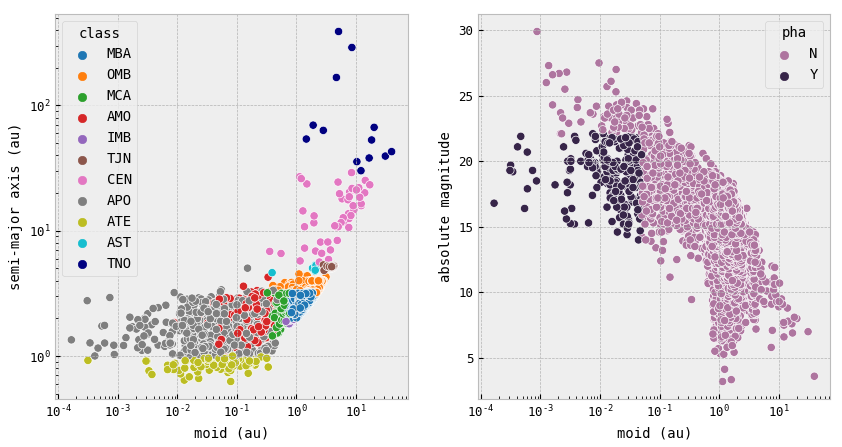 class
MBA
OMB
MCA
AMO
IMB
TJN
CEN
APO
ATE
AST
TNO
semi-major axis (au)
10²
10¹
10⁰
10⁻⁴ 10⁻³ 10⁻² 10⁻¹ 10⁰ 10¹
moid (au)
pha
N
Y
absolute magnitude
30
25
20
15
10
5
10⁻⁴ 10⁻³ 10⁻² 10⁻¹ 10⁰ 10¹
moid (au)